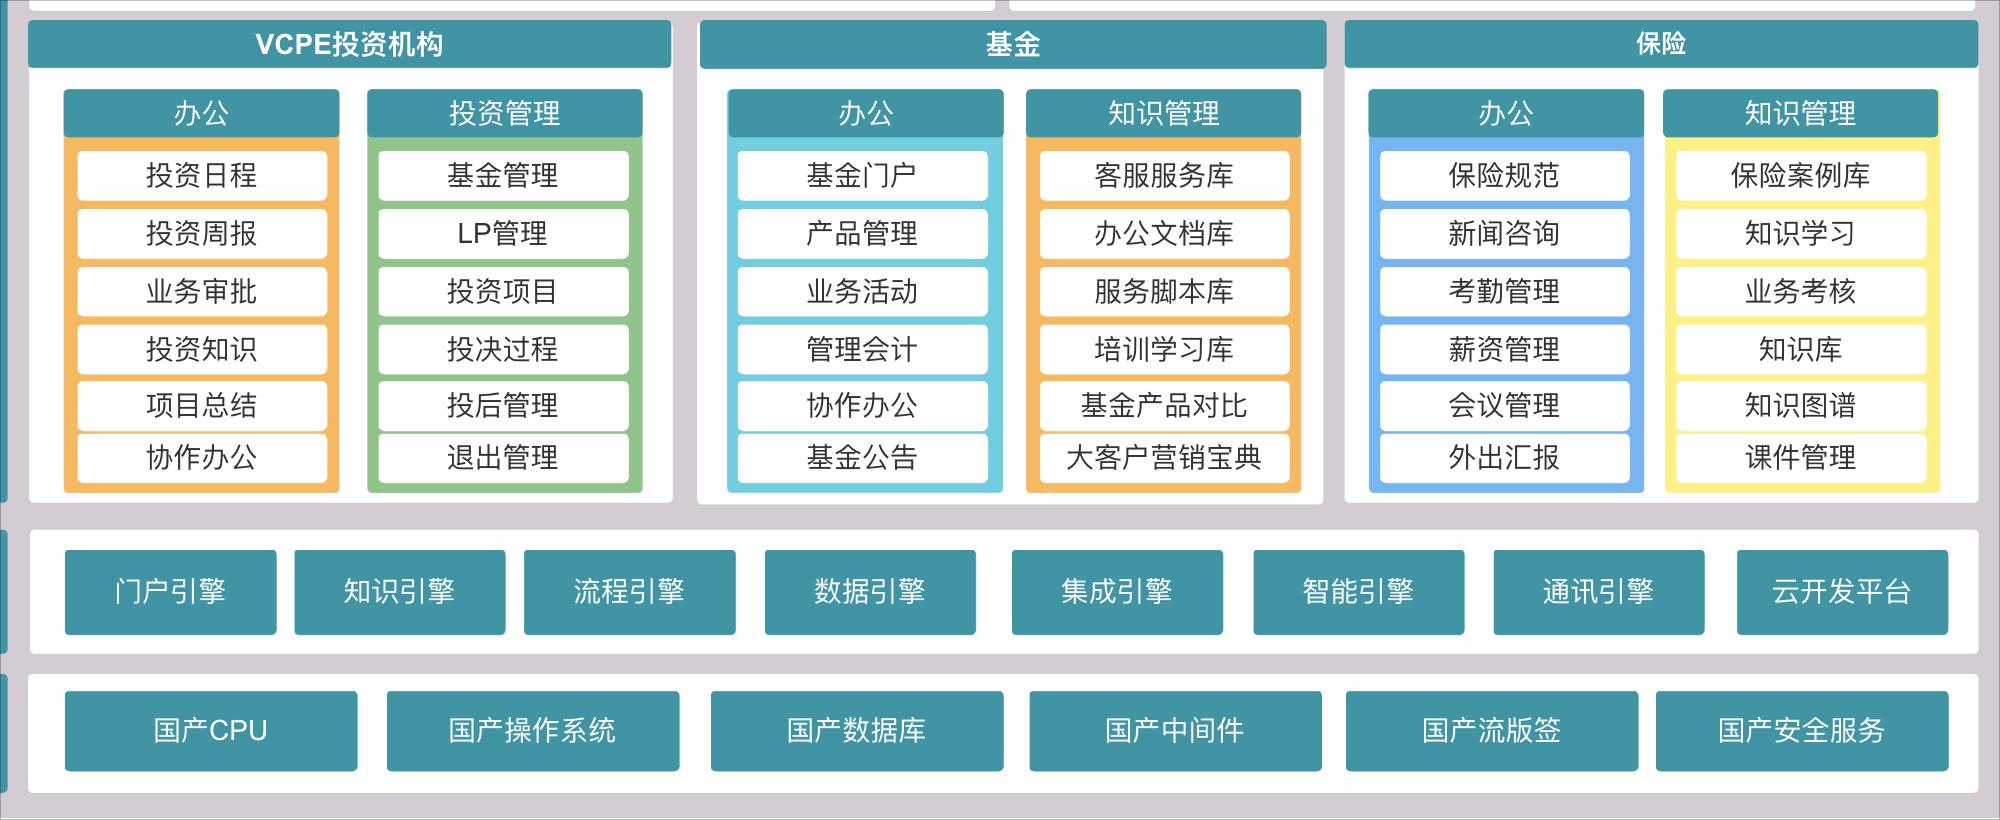 VCPE投资机构
办公
投资日程
投资周报
业务审批
投资知识
项目总结
协作办公
投资管理
基金管理
LP管理
投资项目
投决过程
投后管理
退出管理
基金
办公
基金门户
产品管理
业务活动
管理会计
协作办公
基金公告
知识管理
客服服务库
办公文档库
服务脚本库
培训学习库
基金产品对比
大客户营销宝典
保险
办公
保险规范
新闻咨询
考勤管理
薪资管理
会议管理
外出汇报
知识管理
保险案例库
知识学习
业务考核
知识库
知识图谱
课件管理
门户引擎
知识引擎
流程引擎
数据引擎
集成引擎
智能引擎
通讯引擎
云开发平台
国产CPU
国产操作系统
国产数据库
国产中间件
国产流版签
国产安全服务